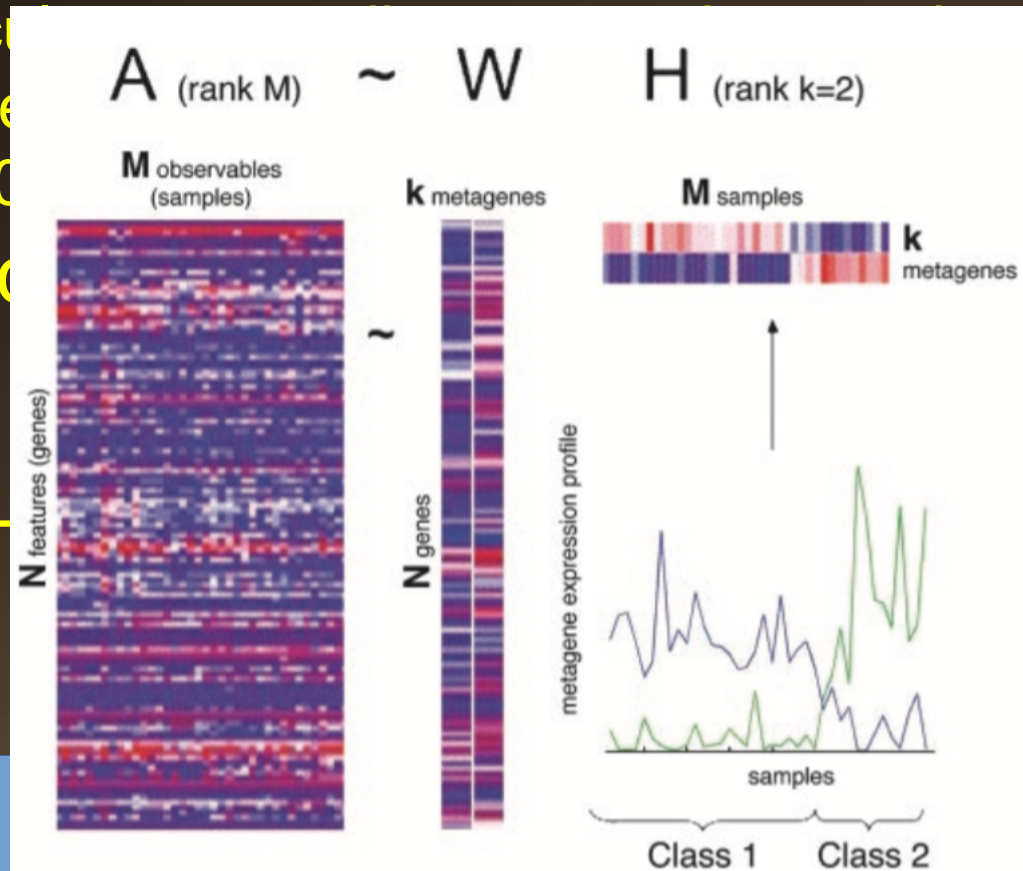 A (rank M) ~ W H (rank k=2)
M observables
(samples)
k metagenes
M samples
k
metagenes
~
N features (genes)
N genes
metagene expression profile
samples
Class 1
Class 2